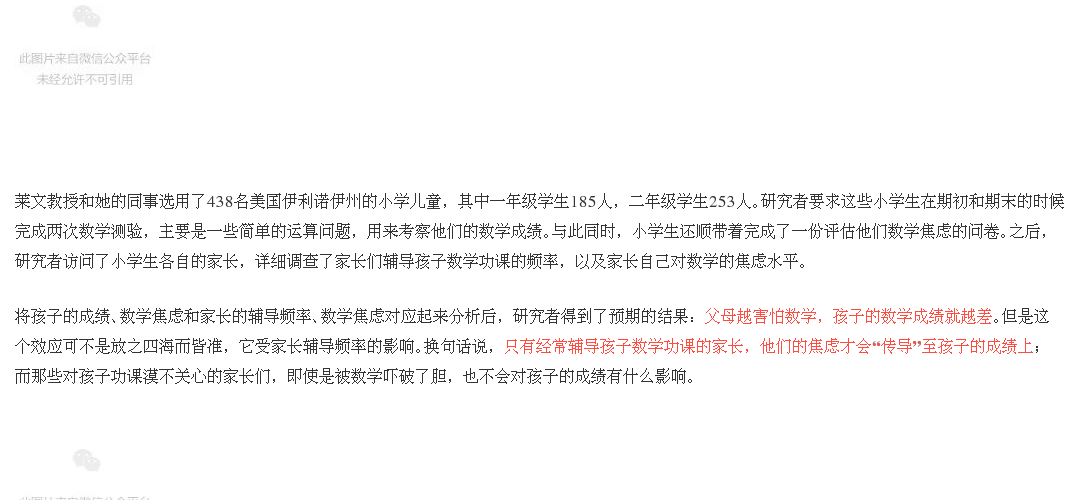 此图片来自微信公众平台
未经允许不可引用
莱文教授和她的同事选用了438名美国伊利诺伊州的小学儿童，其中一年级学生185人，二年级学生253人。研究者要求这些小学生在期初和期末的时候
完成两次数学测验，主要是一些简单的运算问题，用来考察他们的数学成绩。与此同时，小学生还顺带着完成了一份评估他们数学焦虑的问卷。之后，
研究者访问了小学生各自的家长，详细调查了家长们辅导孩子数学功课的频率，以及家长自己对数学的焦虑水平。
将孩子的成绩、数学焦虑和家长的辅导频率、数学焦虑对应起来分析后，研究者得到了预期的结果：父母越害怕数学，孩子的数学成绩就越差。但是这
个效应可不是放之四海而皆准，它受家长辅导频率的影响。换句话说，只有经常辅导孩子数学功课的家长，他们的焦虑才会“传导”至孩子的成绩上；
而那些对孩子功课漠不关心的家长们，即使是被数学吓破了胆，也不会对孩子的成绩有什么影响。
此图片来自微信公众平台